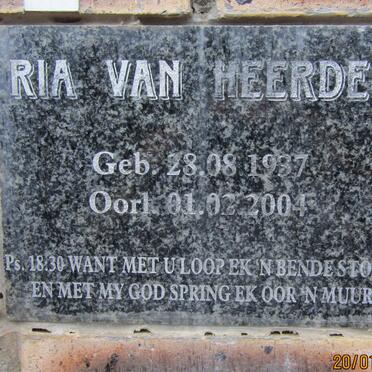 RIA VAN HEERDE
Geb. 28.08.1937
Oorl. 01.02.2004
Ps. 18:30 WANT MET U LOOP EK 'N BENDE STO
EN MET MY GOD SPRING EK OOR 'N MUUR
20/0